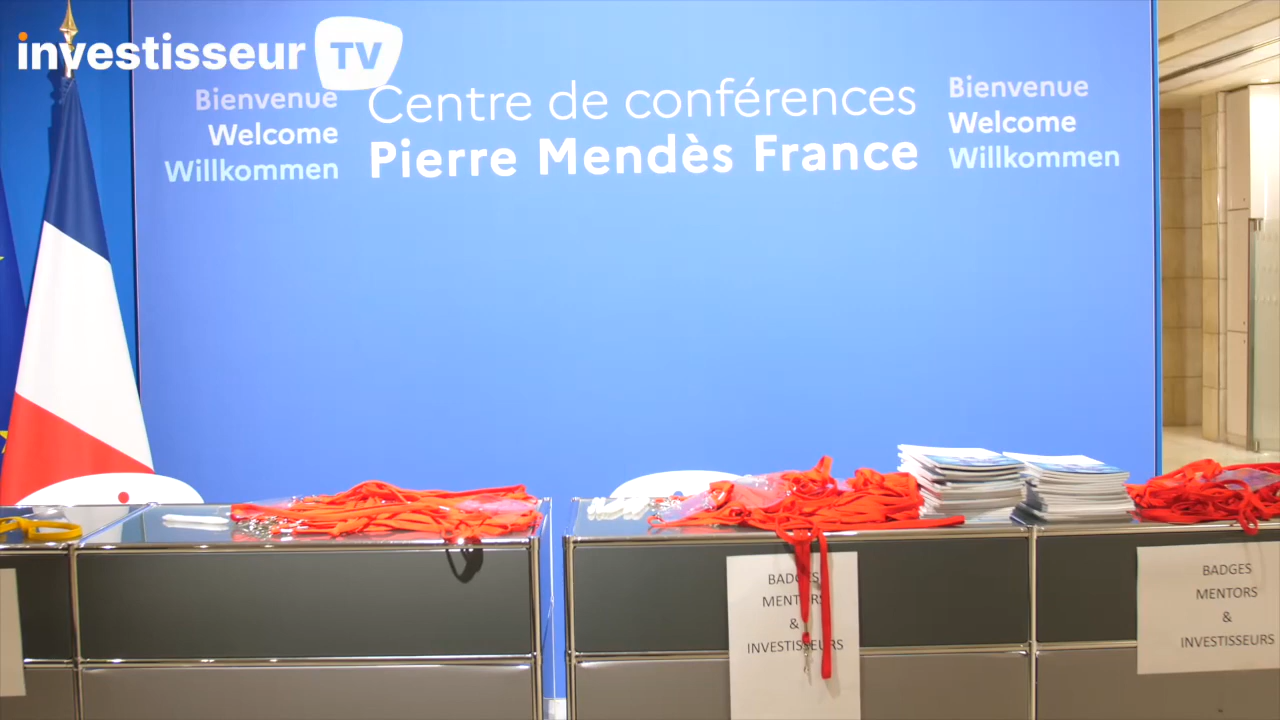 investisseur TV
Bienvenue
Welcome
Willkommen
Centre de conférences
Pierre Mendès France
Bienvenue
Welcome
Willkommen
BADGES
MENTORS
&
INVESTISSEURS
BADGES
MENTORS
&
INVESTISSEURS